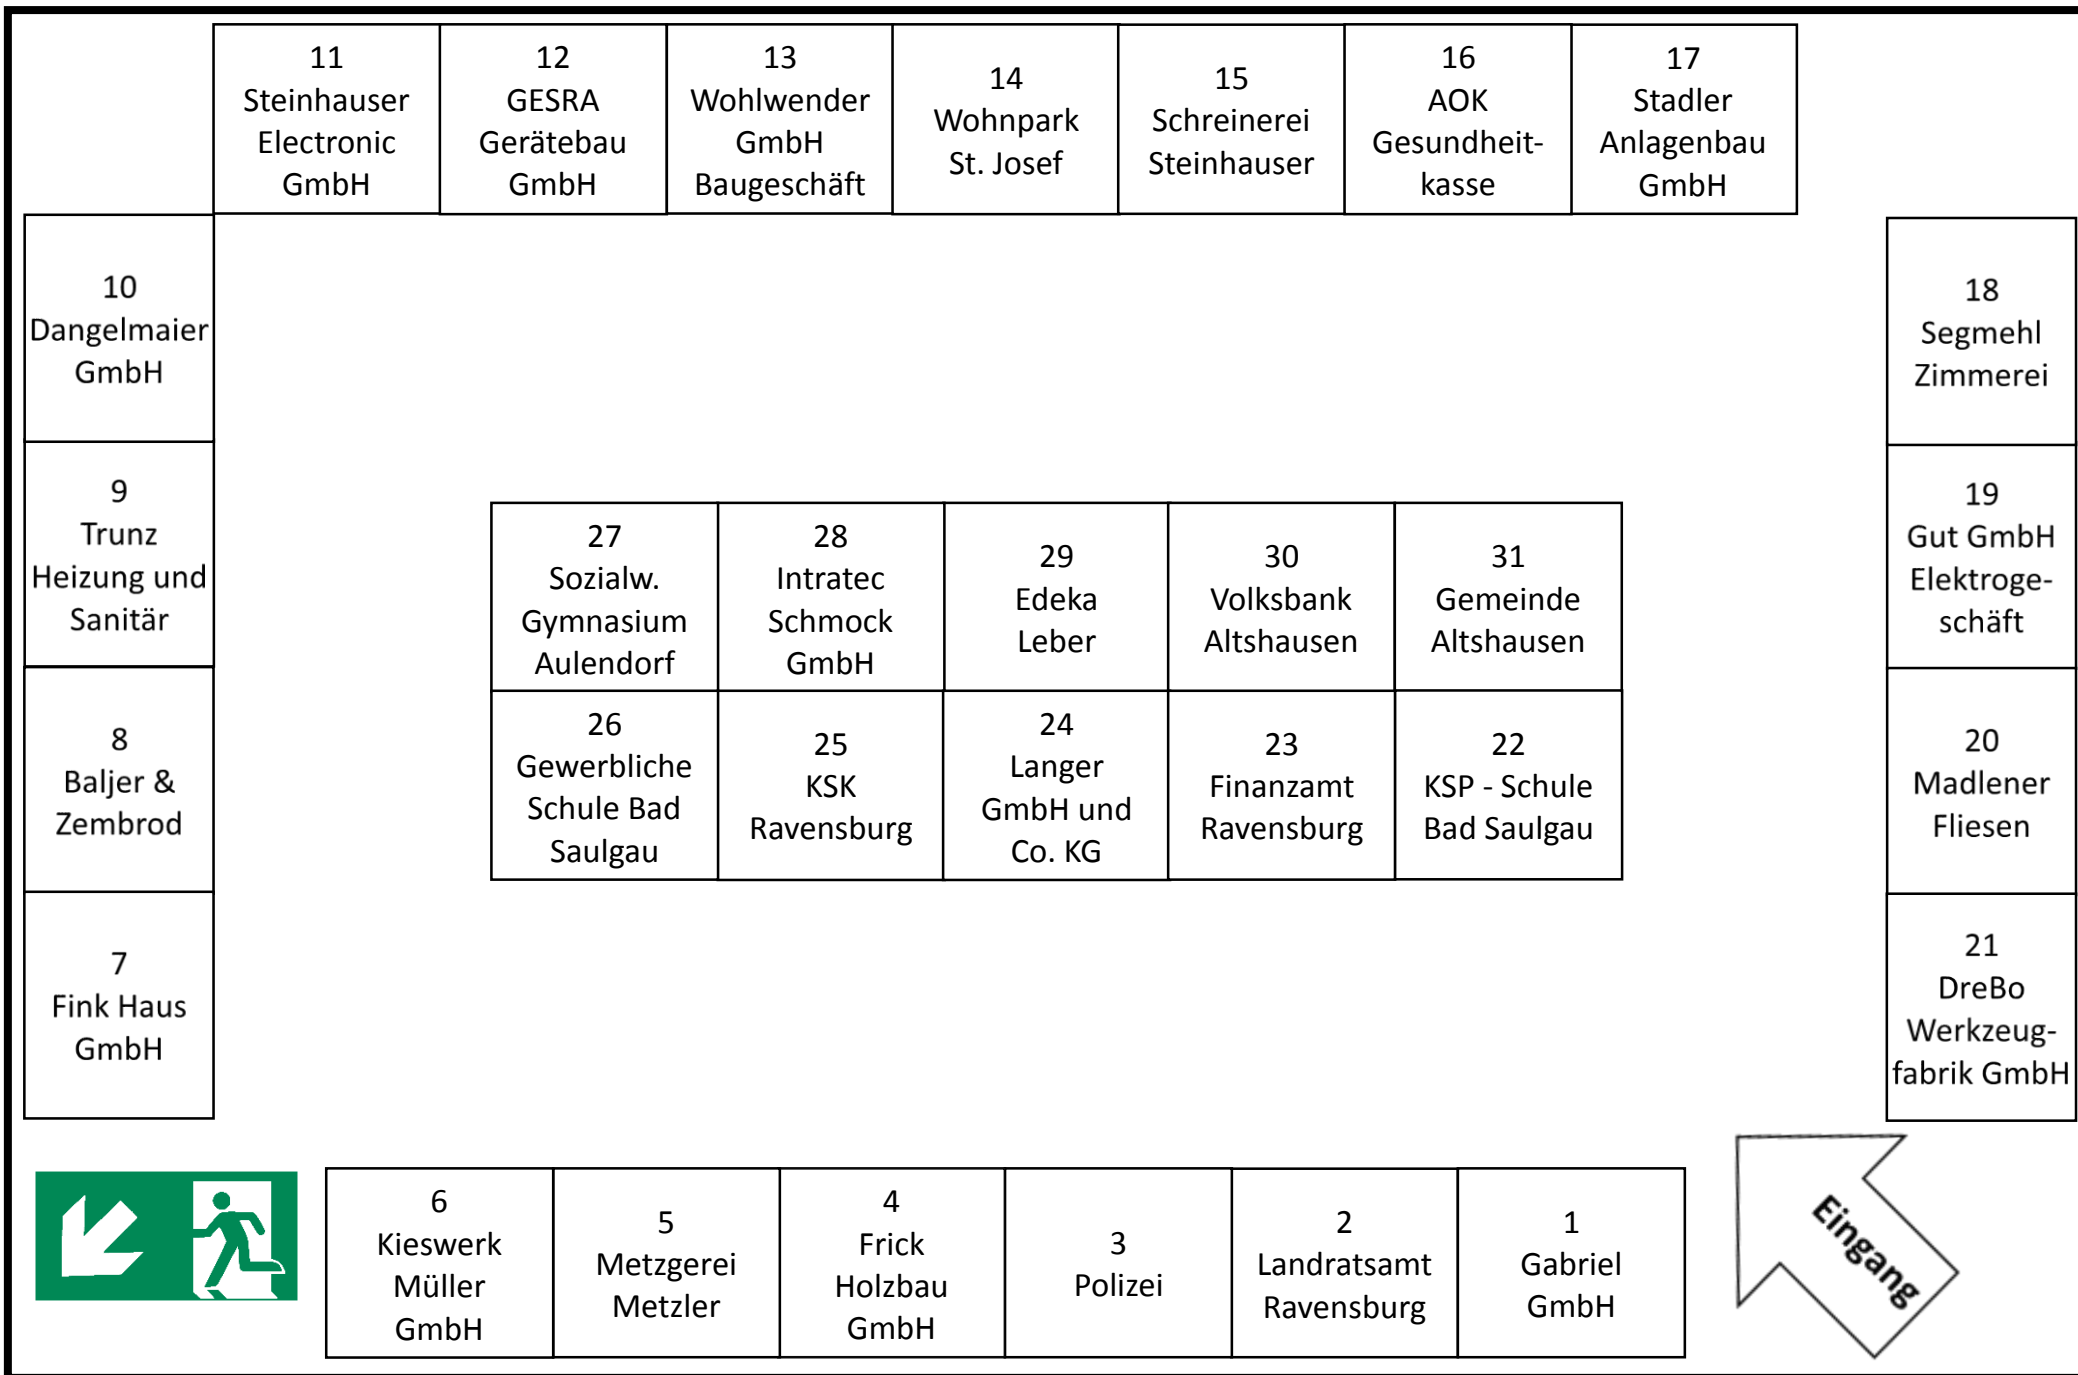 11
Steinhauser
Electronic
GmbH
12
GESRA
Gerätebau
GmbH
13
Wohlwender
GmbH
Baugeschäft
14
Wohnpark
St. Josef
15
Schreinerei
Steinhauser
16
AOK
Gesundheit-
kasse
17
Stadler
Anlagenbau
GmbH
10
Dangelmaier
GmbH
18
Segmehl
Zimmerei
9
Trunz
Heizung und
Sanitär
19
Gut GmbH
Elektroge-
schäft
27
Sozialw.
Gymnasium
Aulendorf
28
Intratec
Schmock
GmbH
29
Edeka
Leber
30
Volksbank
Altshausen
31
Gemeinde
Altshausen
8
Baljer &
Zembrod
26
Gewerbliche
Schule Bad
Saulgau
25
KSK
Ravensburg
24
Langer
GmbH und
Co. KG
23
Finanzamt
Ravensburg
22
KSP - Schule
Bad Saulgau
20
Madlener
Fliesen
7
Fink Haus
GmbH
21
DreBo
Werkzeug-
fabrik GmbH
6
Kieswerk
Müller
GmbH
5
Metzgerei
Metzler
4
Frick
Holzbau
GmbH
3
Polizei
2
Landratsamt
Ravensburg
1
Gabriel
GmbH
Eingang